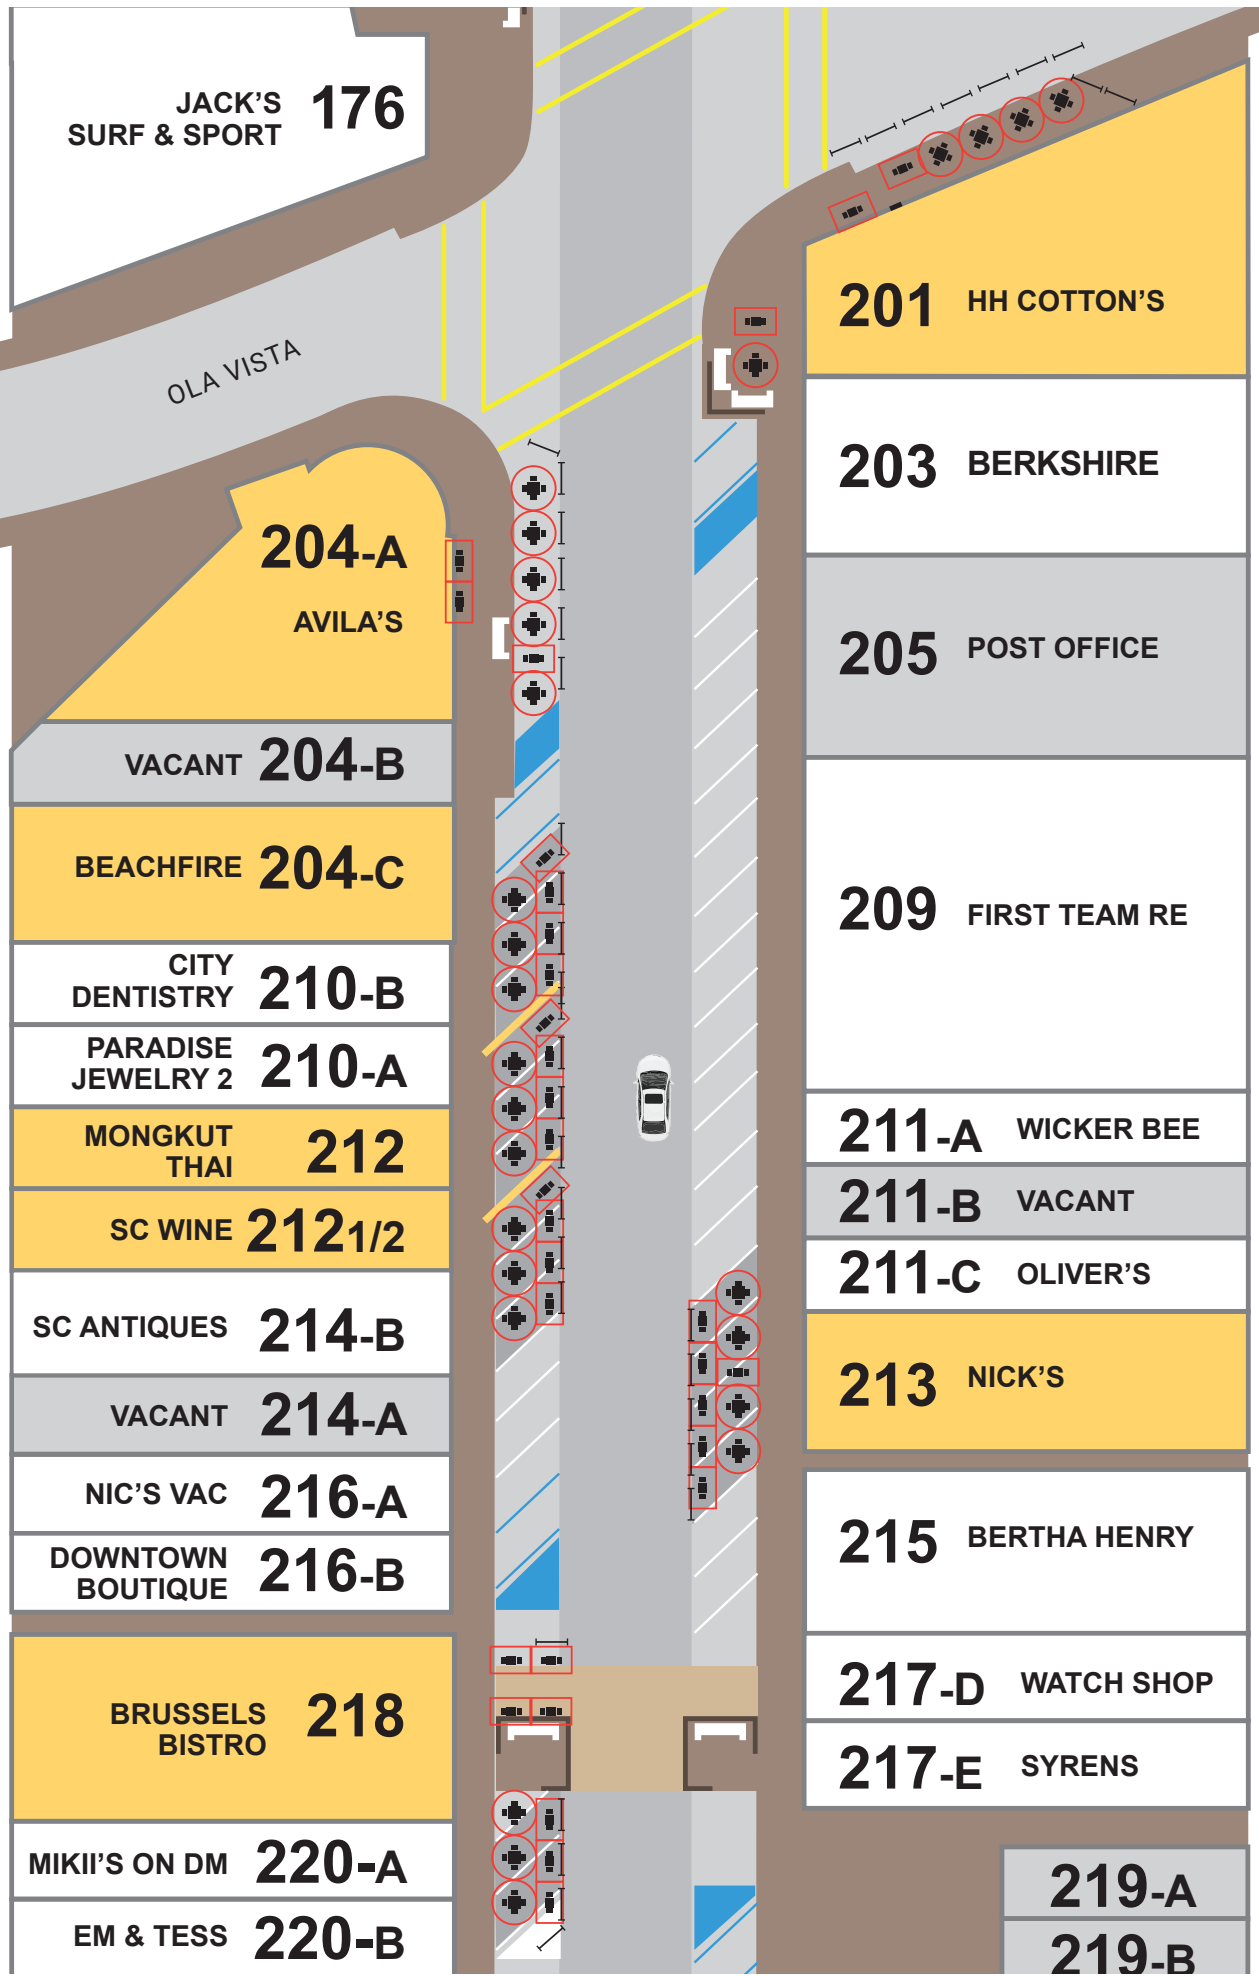 JACK'S
SURF & SPORT
176
OLA VISTA
204-A
AVILA'S
VACANT 204-B
BEACHFIRE 204-C
CITY
DENTISTRY
210-B
PARADISE
JEWELRY 2
210-A
MONGKUT
THAI
212
SC WINE 212 1/2
SC ANTIQUES 214-B
VACANT 214-A
NIC'S VAC 216-A
DOWNTOWN
BOUTIQUE
216-B
BRUSSELS
BISTRO
218
MIKII'S ON DM 220-A
EM & TESS 220-B
201 HH COTTON'S
203 BERKSHIRE
205 POST OFFICE
209 FIRST TEAM RE
211-A WICKER BEE
211-B VACANT
211-C OLIVER'S
213 NICK'S
215 BERTHA HENRY
217-D WATCH SHOP
217-E SYRENS
219-A
219-B